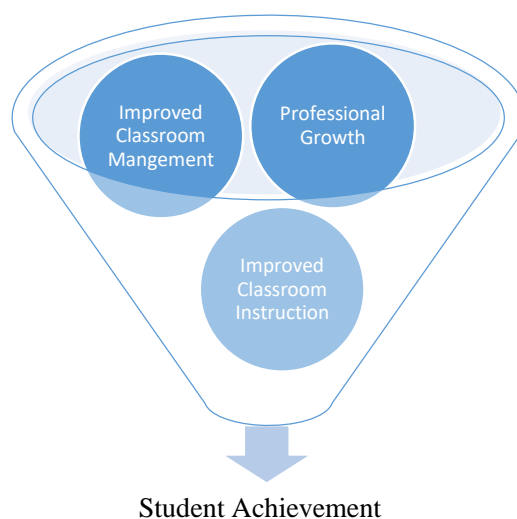 Improved
Classroom
Mangement
Professional
Growth
Improved
Classroom
Instruction
Student Achievement